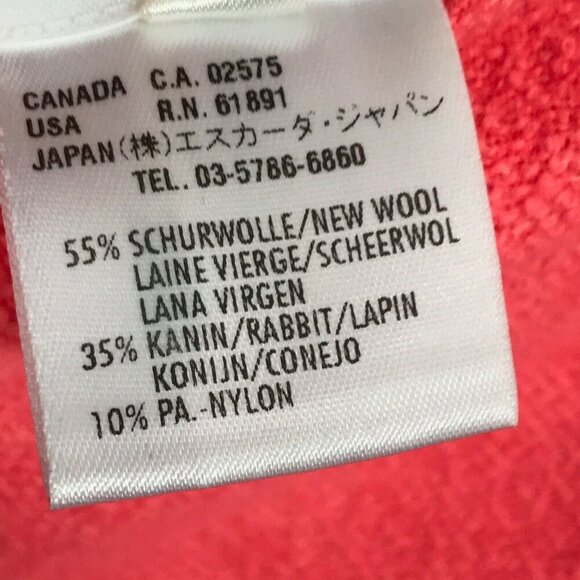 CANADA C.A. 02575
USA R.N. 61891
JAPAN(株)エスカーダ・ジャパン
TEL. 03-5786-6860
55% SCHURWOLLE/NEW WOOL
LAINE VIERGE/SCHEERWOL
LANA VIRGEN
35% KANIN/RABBIT/LAPIN
KONIJN/CONEJO
10% PA.-NYLON